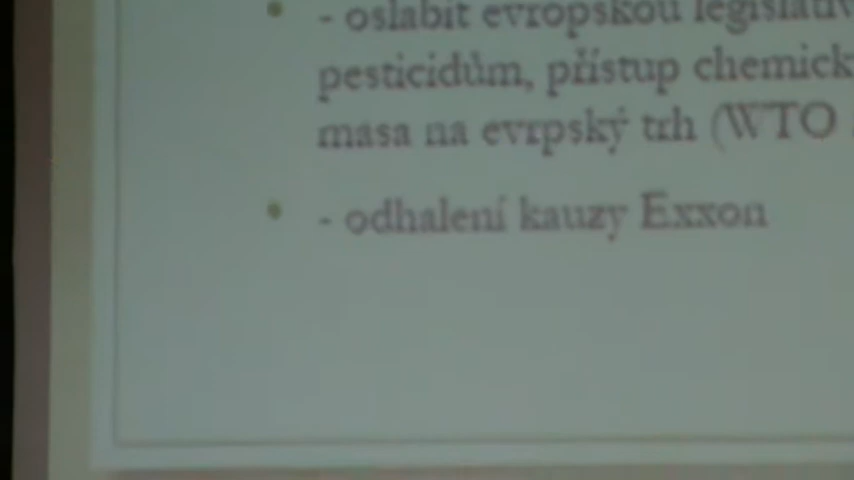 - oslabit evropskou
pesticidům, přístup
masa na evrpský trh (WTO
- odhalení kauzy Exxon